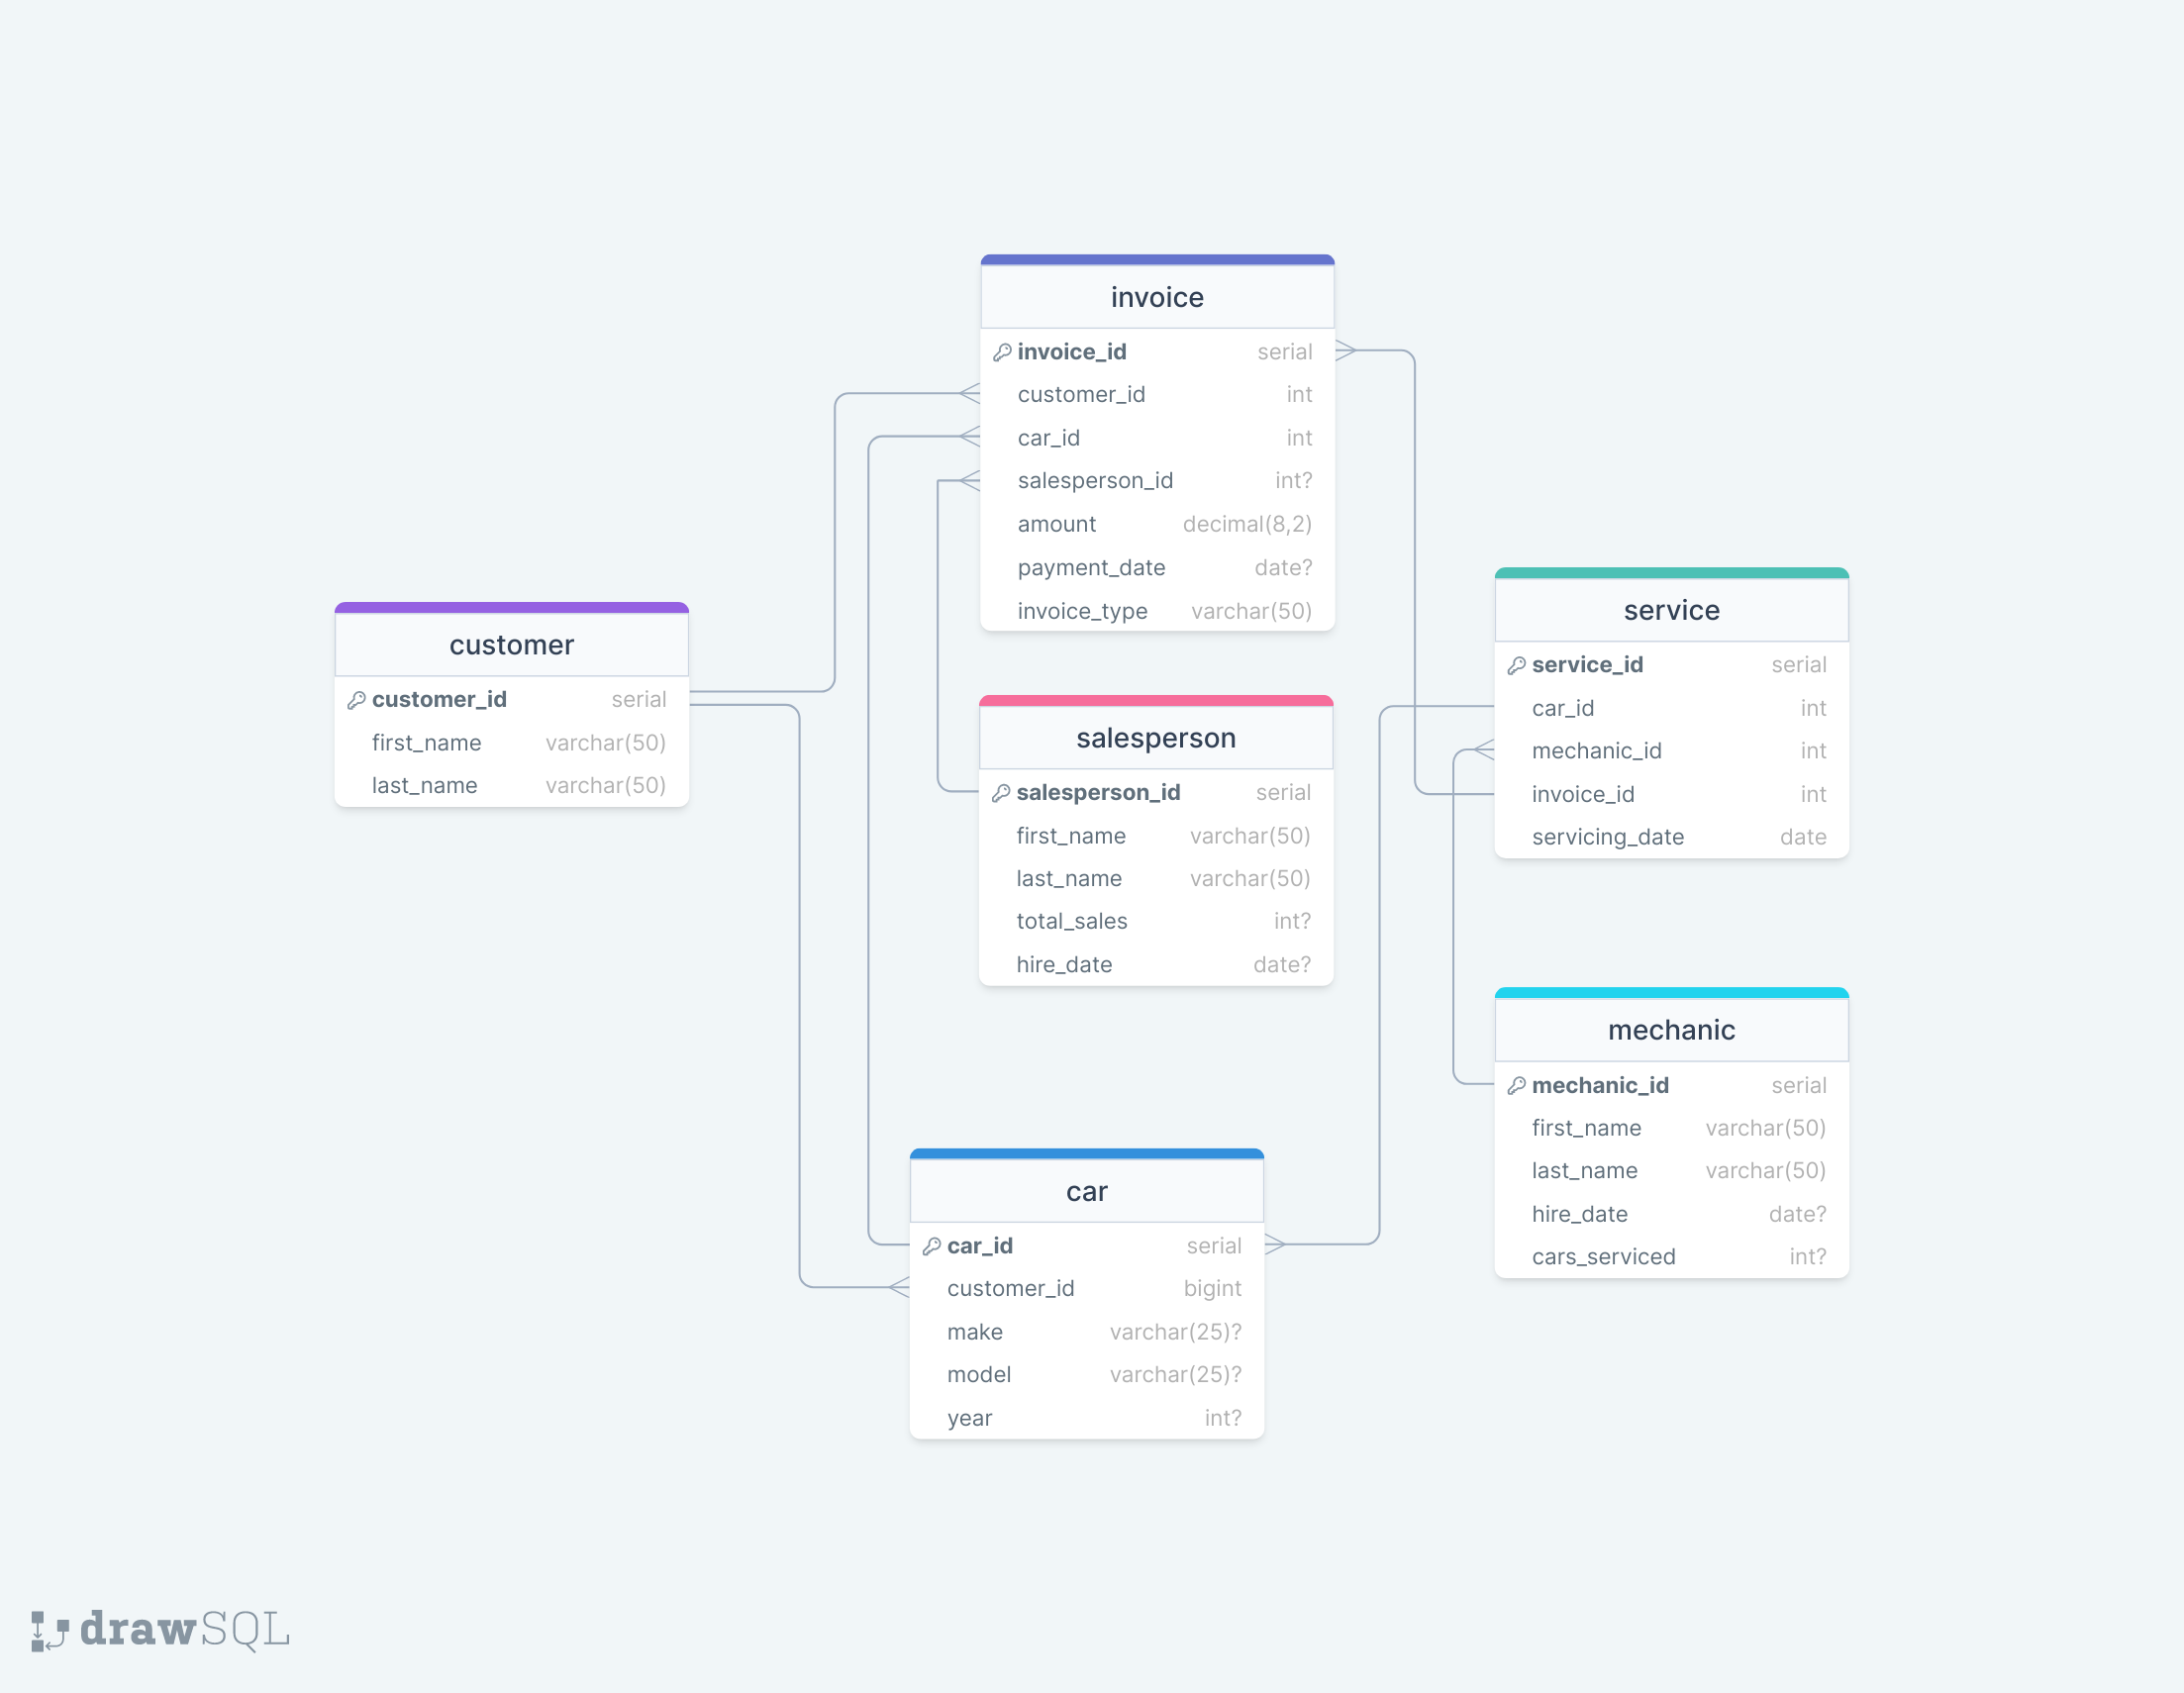 invoice
invoice_id serial
customer_id int
car_id int
salesperson_id int?
amount decimal(8,2)
payment_date date?
invoice_type varchar(50)
customer
customer_id serial
first_name varchar(50)
last_name varchar(50)
salesperson
salesperson_id serial
first_name varchar(50)
last_name varchar(50)
total_sales int?
hire_date date?
service
service_id serial
car_id int
mechanic_id int
invoice_id int
servicing_date date
mechanic
mechanic_id serial
first_name varchar(50)
last_name varchar(50)
hire_date date?
cars_serviced int?
car
car_id serial
customer_id bigint
make varchar(25)?
model varchar(25)?
year int?
drawSQL